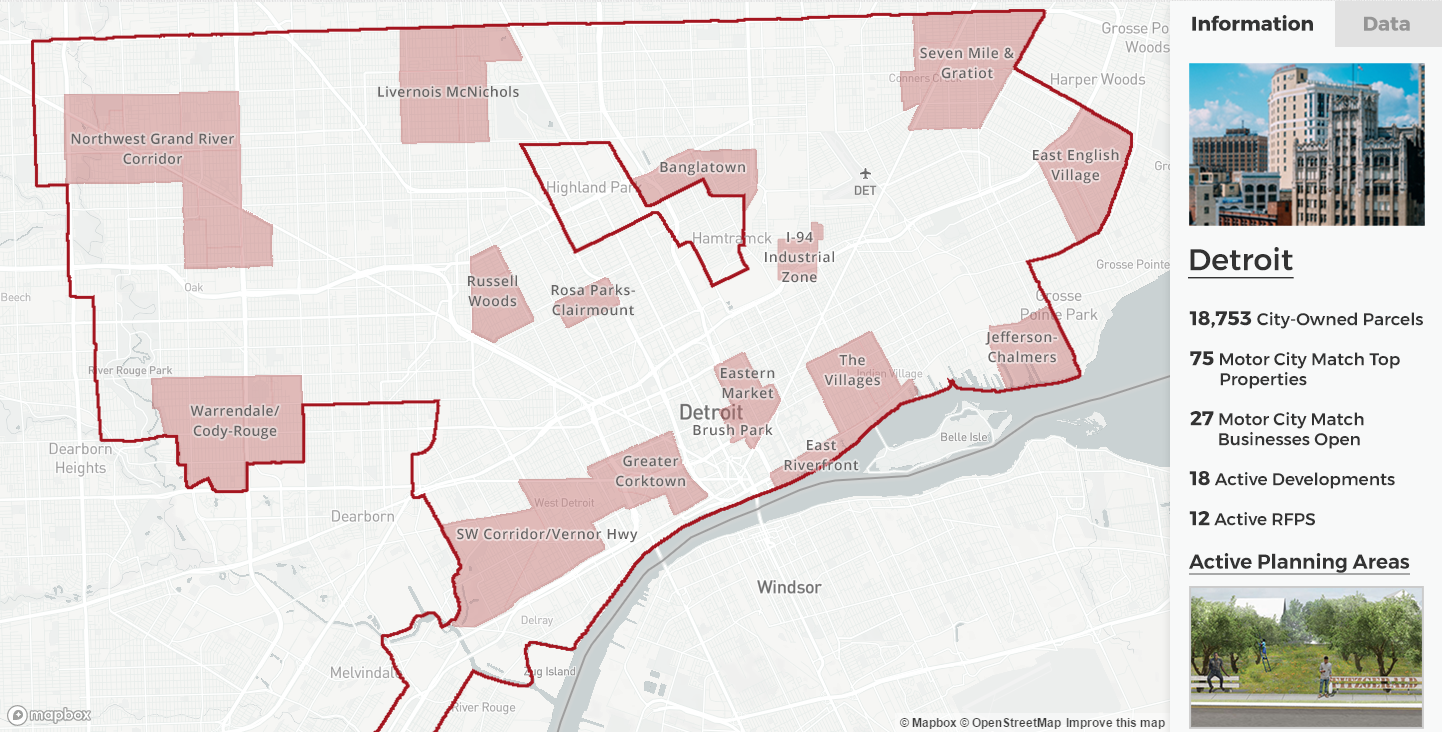 Information
Data
Detroit
18,753 City-Owned Parcels
75 Motor City Match Top
Properties
27 Motor City Match
Businesses Open
18 Active Developments
12 Active RFPS
Active Planning Areas
Grosse Po
Woods
Seven Mile &
Gratiot
Conners C
Harper Woods
Livernois McNichols
Northwest Grand River
Corridor
East English
Village
Gro
Banglatown
DET
Highland Park
Hamtramck
I-94
Industrial
Zone
Grosse Pointe
Russell
Woods
Rosa Parks-
Clairmount
Oak
Beech
Grosse
Pointe Park
Jefferson-
Chalmers
The
Villages
Indian Village
River Rouge Park
Eastern
Market
Detroit
Brush Park
Warrendale/
Cody-Rouge
Belle Isle
East
Riverfront
Dearborn
Heights
Greater
Corktown
West Detroit
Dearborn
SW Corridor/Vernor Hwy
Windsor
Delray
Melvindale
Zug Island
River Rouge
mapbox
© Mapbox © OpenStreetMap Improve this map